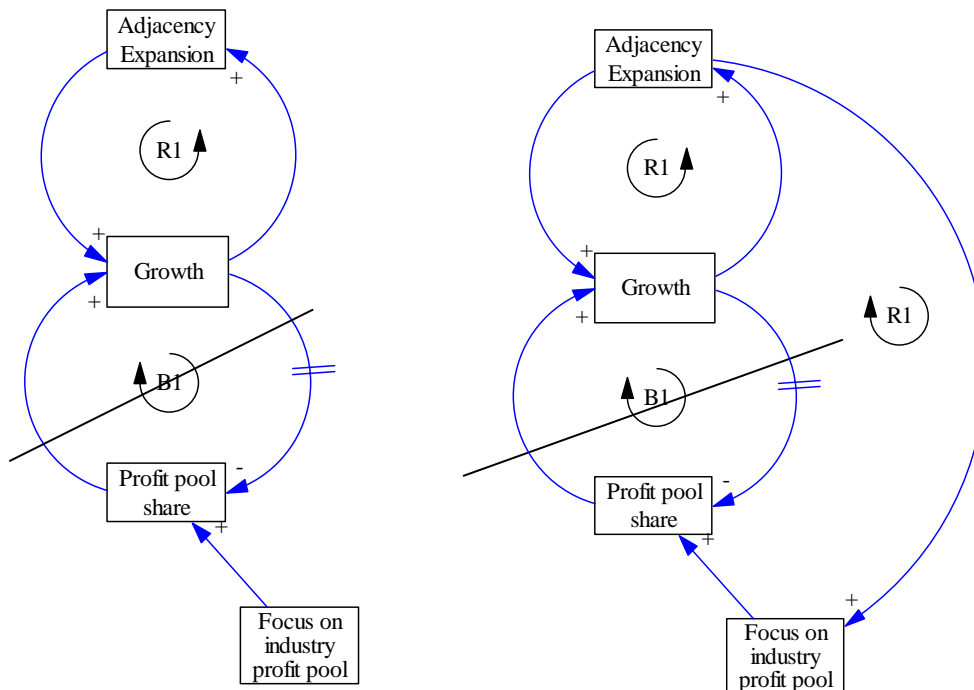 Adjacency
Expansion
+
R1
+
Growth
+
B1
-
Profit pool
share
+
Focus on
industry
profit pool
Adjacency
Expansion
+
R1
+
Growth
+
R1
B1
-
Profit pool
share
+
+
Focus on
industry
profit pool